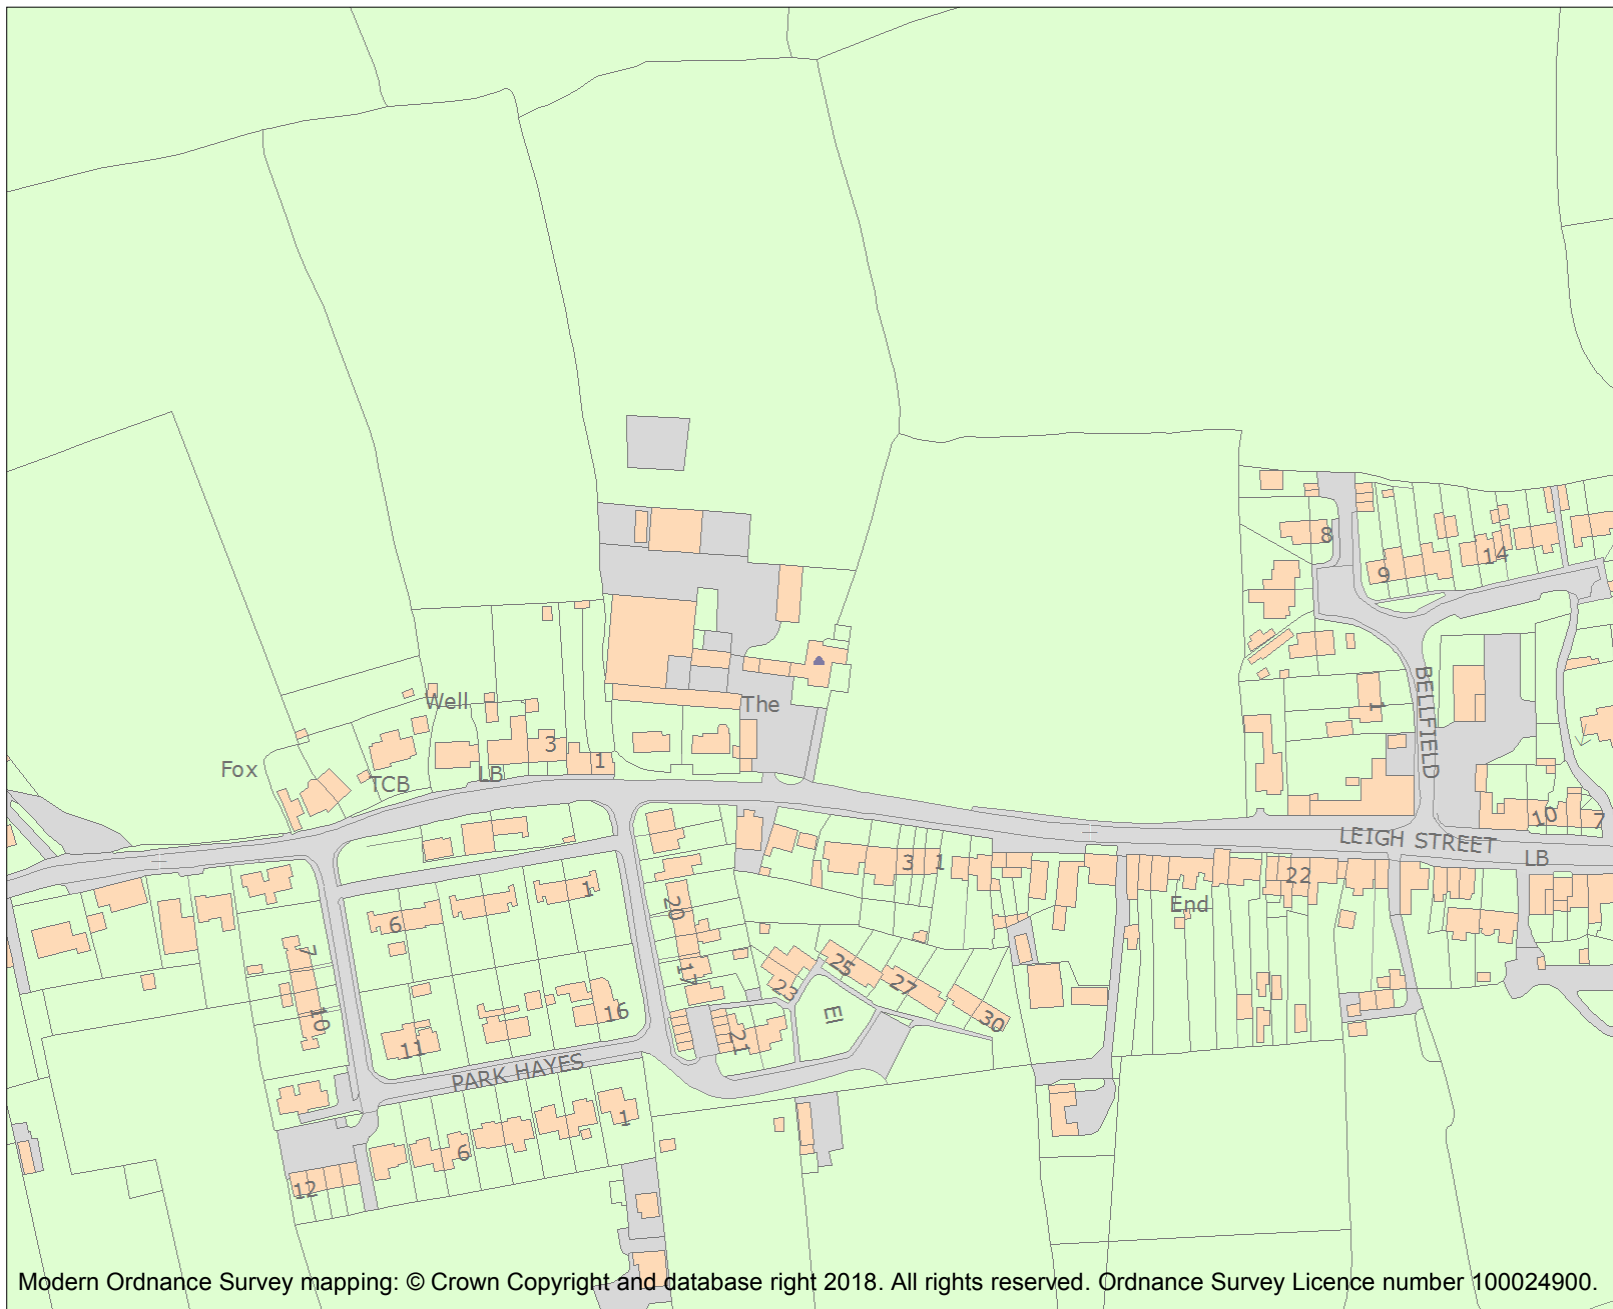 8
14
9
Well
The
1
BELLFIELD
3
1
Fox
TCB
LB
10
7
LEIGH STREET
LB
3
1
22
1
6
20
End
7
17
25
27
23
10
16
EI
30
11
21
PARK HAYES
1
6
12
Modern Ordnance Survey mapping: © Crown Copyright and database right 2018. All rights reserved. Ordnance Survey Licence number 100024900.